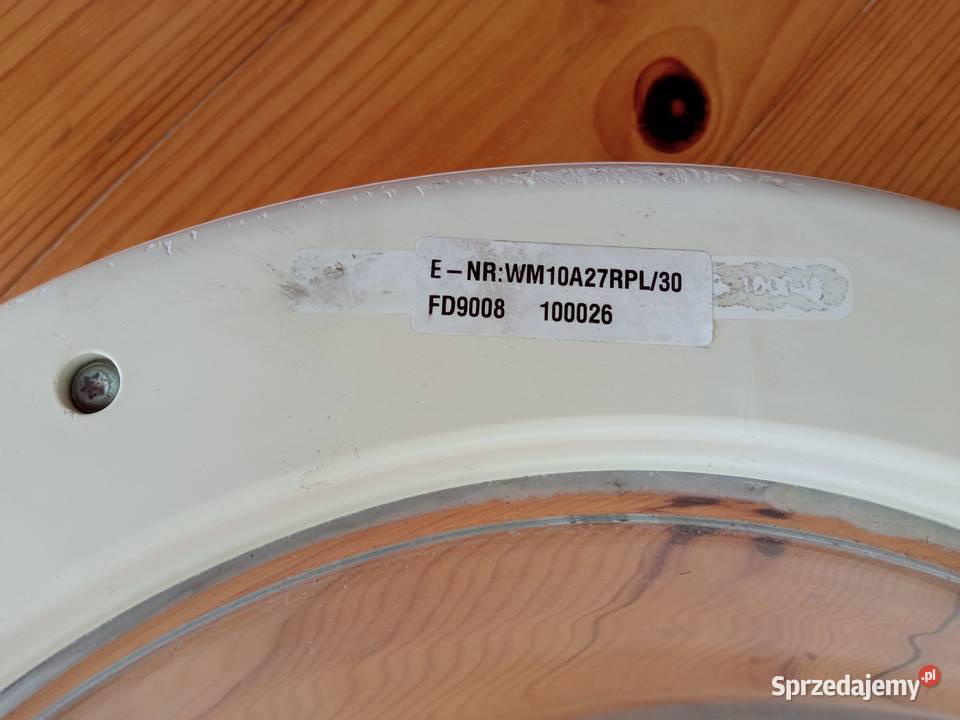 E-NR:WM10A27RPL/30
FD9008 100026
Sprzedajemy.pl